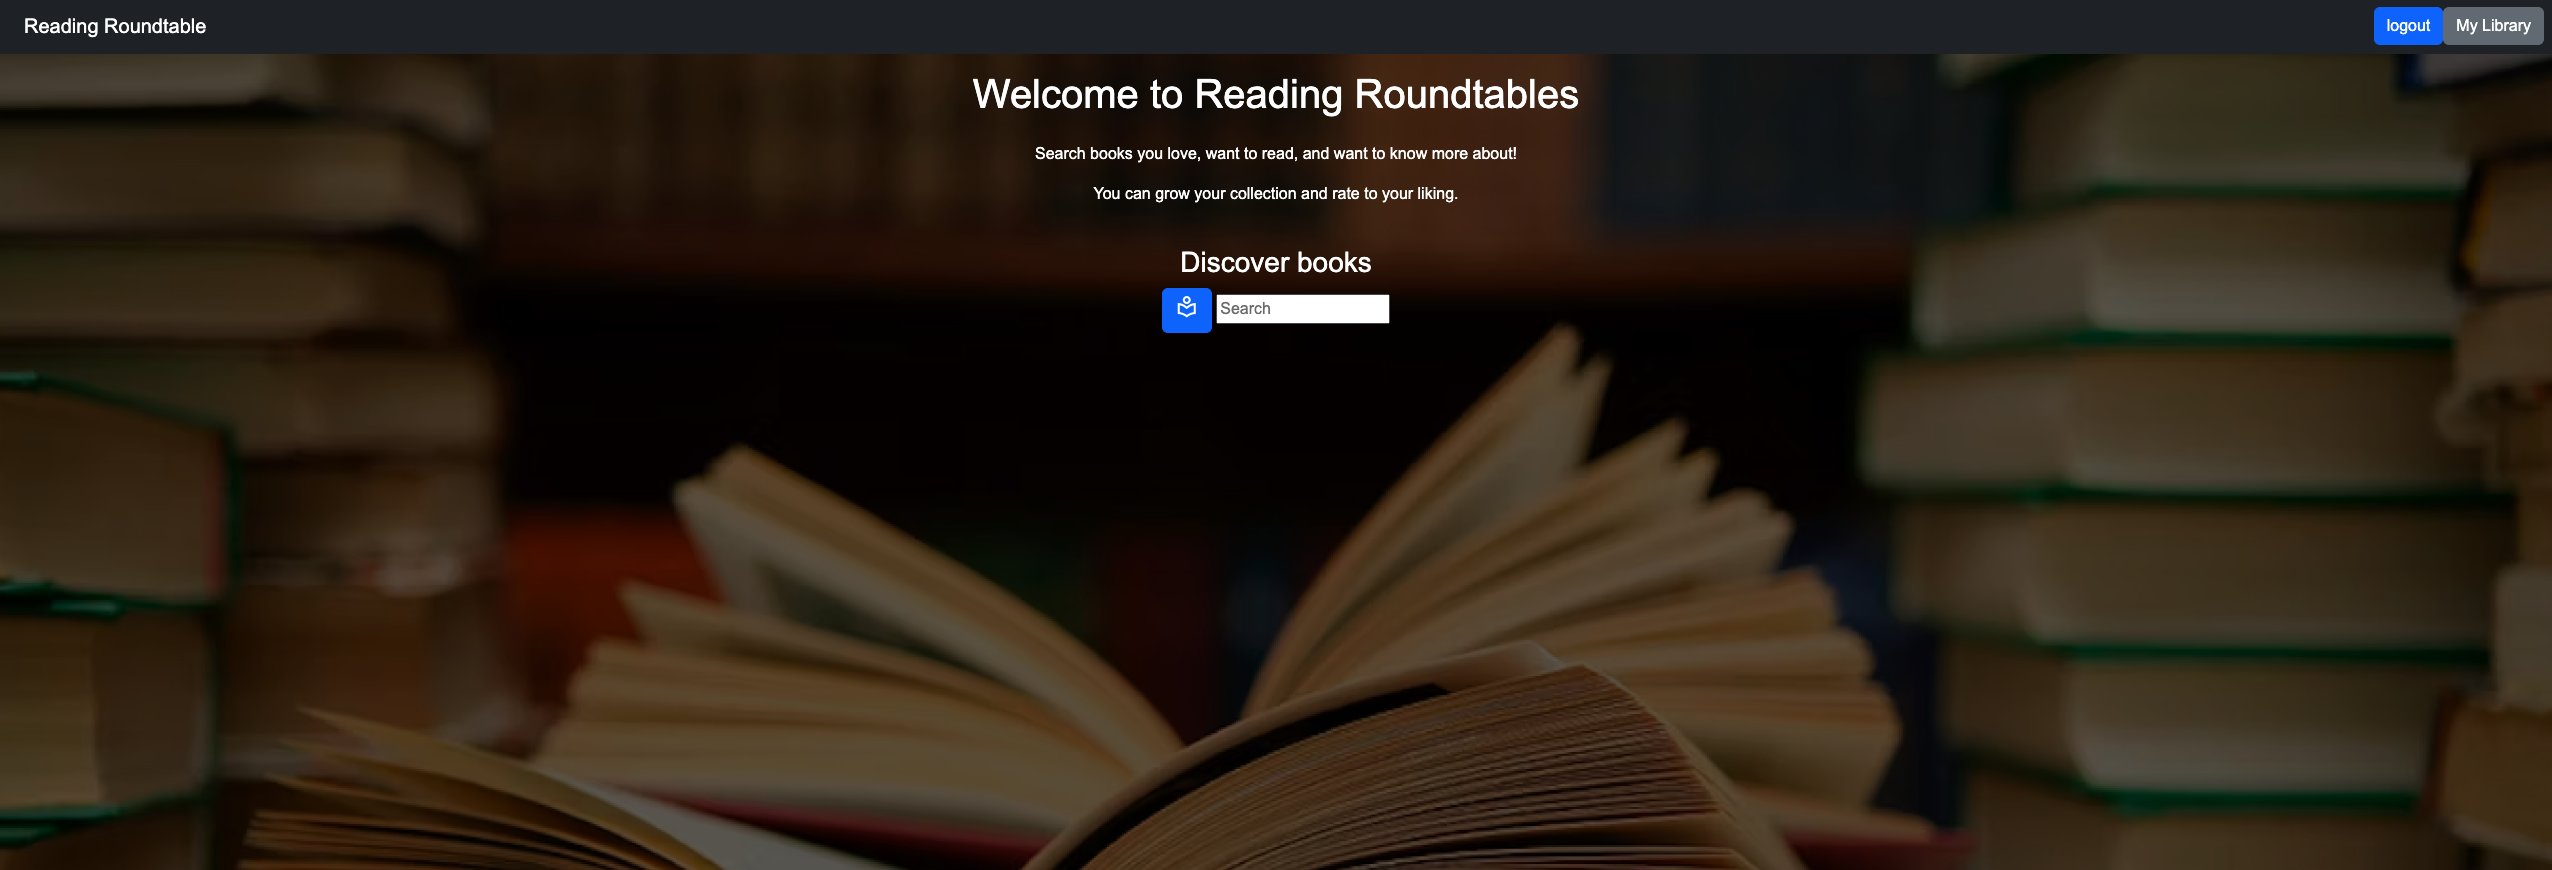 Reading Roundtable
logout
My Library
Welcome to Reading Roundtables
Search books you love, want to read, and want to know more about!
You can grow your collection and rate to your liking.
Discover books
Search